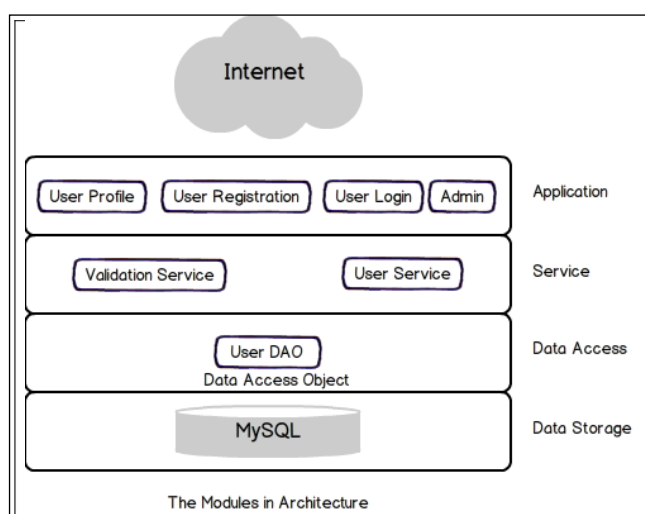 Internet
User Profile User Registration User Login Admin Application
Validation Service User Service Service
User DAO Data Access
Data Access Object
MySQL Data Storage
The Modules in Architecture